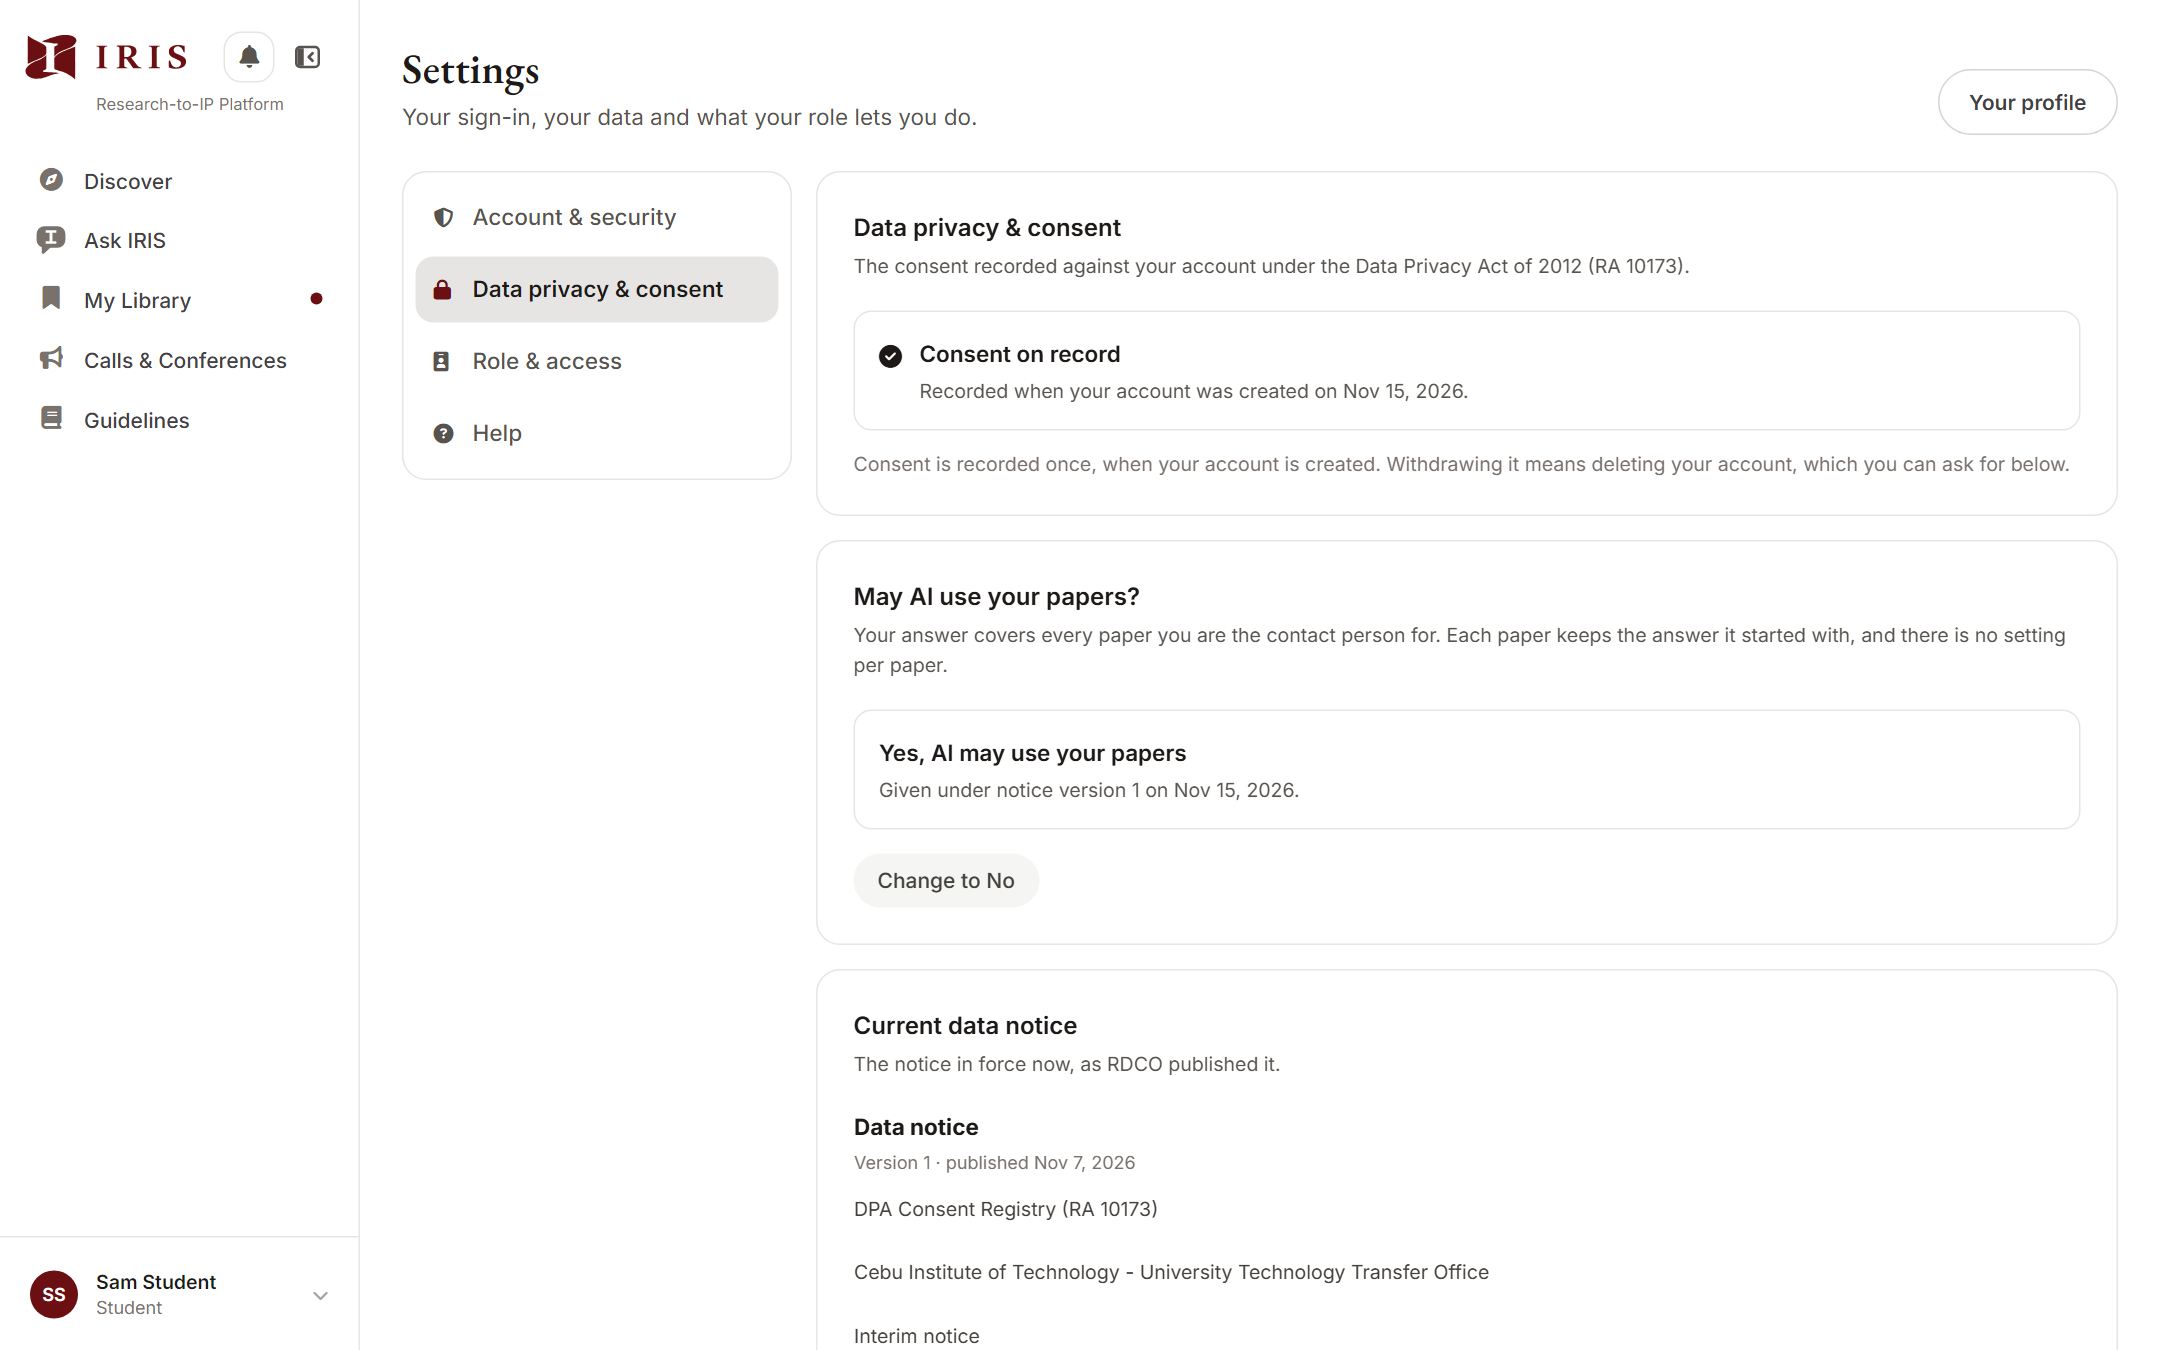 IRIS
Research-to-IP Platform
Discover
Ask IRIS
My Library
Calls & Conferences
Guidelines
SS
Sam Student
Student
Settings
Your sign-in, your data and what your role lets you do.
Your profile
Account & security
Data privacy & consent
Role & access
Help
Data privacy & consent
The consent recorded against your account under the Data Privacy Act of 2012 (RA 10173).
Consent on record
Recorded when your account was created on Nov 15, 2026.
Consent is recorded once, when your account is created. Withdrawing it means deleting your account, which you can ask for below.
May AI use your papers?
Your answer covers every paper you are the contact person for. Each paper keeps the answer it started with, and there is no setting
per paper.
Yes, AI may use your papers
Given under notice version 1 on Nov 15, 2026.
Change to No
Current data notice
The notice in force now, as RDCO published it.
Data notice
Version 1 · published Nov 7, 2026
DPA Consent Registry (RA 10173)
Cebu Institute of Technology - University Technology Transfer Office
Interim notice